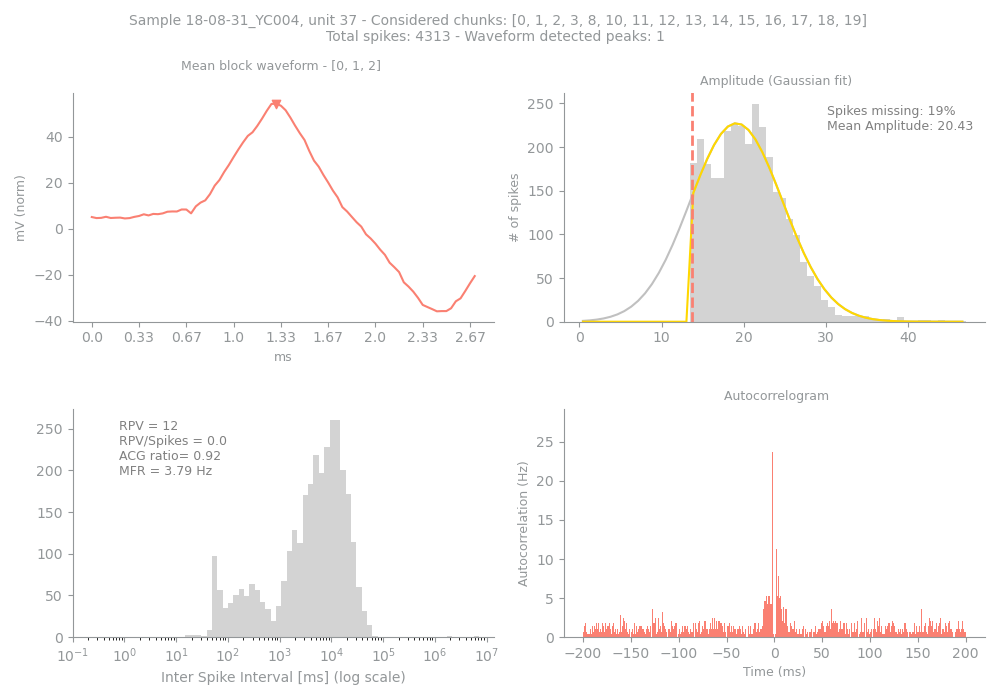 Sample 18-08-31_YC004, unit 37 - Considered chunks: [0, 1, 2, 3, 8, 10, 11, 12, 13, 14, 15, 16, 17, 18, 19]
Total spikes: 4313 - Waveform detected peaks: 1
Mean block waveform - [0, 1, 2]
mV (norm)
40
20
0
−20
−40
0.0 0.33 0.67 1.0 1.33 1.67 2.0 2.33 2.67
ms
Amplitude (Gaussian fit)
Spikes missing: 19%
Mean Amplitude: 20.43
# of spikes
250
200
150
100
50
0
0 10 20 30 40
RPV = 12
RPV/Spikes = 0.0
ACG ratio= 0.92
MFR = 3.79 Hz
250
200
150
100
50
0
10⁻¹ 10⁰ 10¹ 10² 10³ 10⁴ 10⁵ 10⁶ 10⁷
Inter Spike Interval [ms] (log scale)
Autocorrelogram
Autocorrelation (Hz)
25
20
15
10
5
0
−200 −150 −100 −50 0 50 100 150 200
Time (ms)